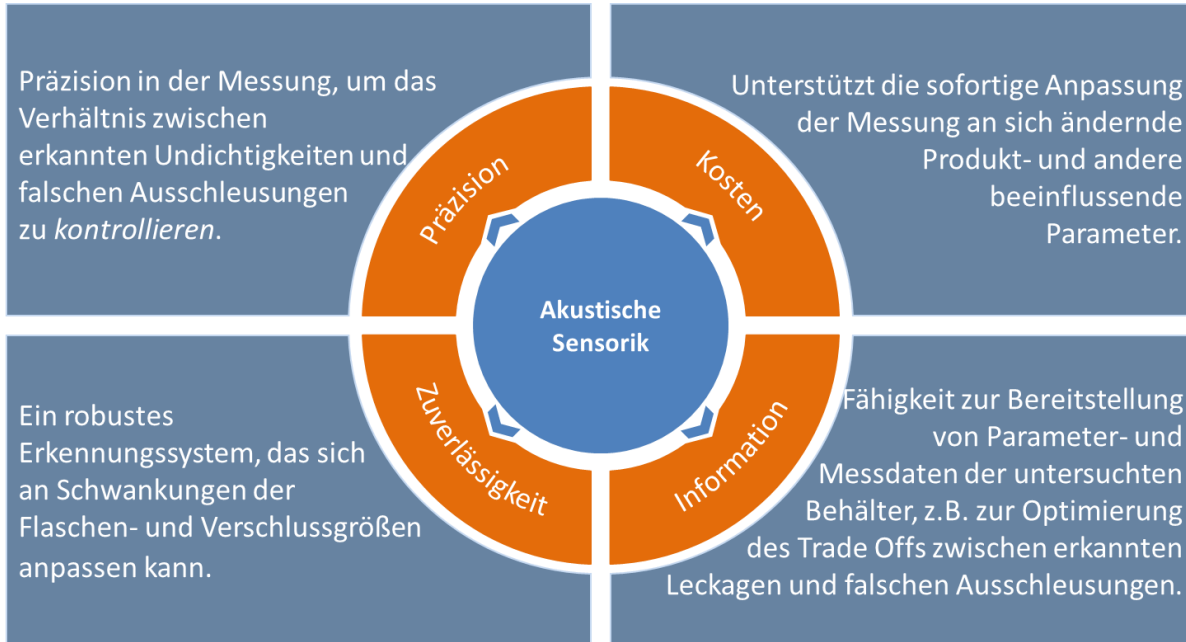 Präzision in der Messung, um das
Verhältnis zwischen
erkannten Undichtigkeiten und
falschen Ausschleusungen
zu kontrollieren.
Unterstützt die sofortige Anpassung
der Messung an sich ändernde
Produkt- und andere
beeinflussende
Parameter.
Präzision
Kosten
Akustische
Sensorik
Zuverlässigkeit
Information
Ein robustes
Erkennungssystem, das sich
an Schwankungen der
Flaschen- und Verschlussgrößen
anpassen kann.
Fähigkeit zur Bereitstellung
von Parameter- und
Messdaten der untersuchten
Behälter, z.B. zur Optimierung
des Trade Offs zwischen erkannten
Leckagen und falschen Ausschleusungen.